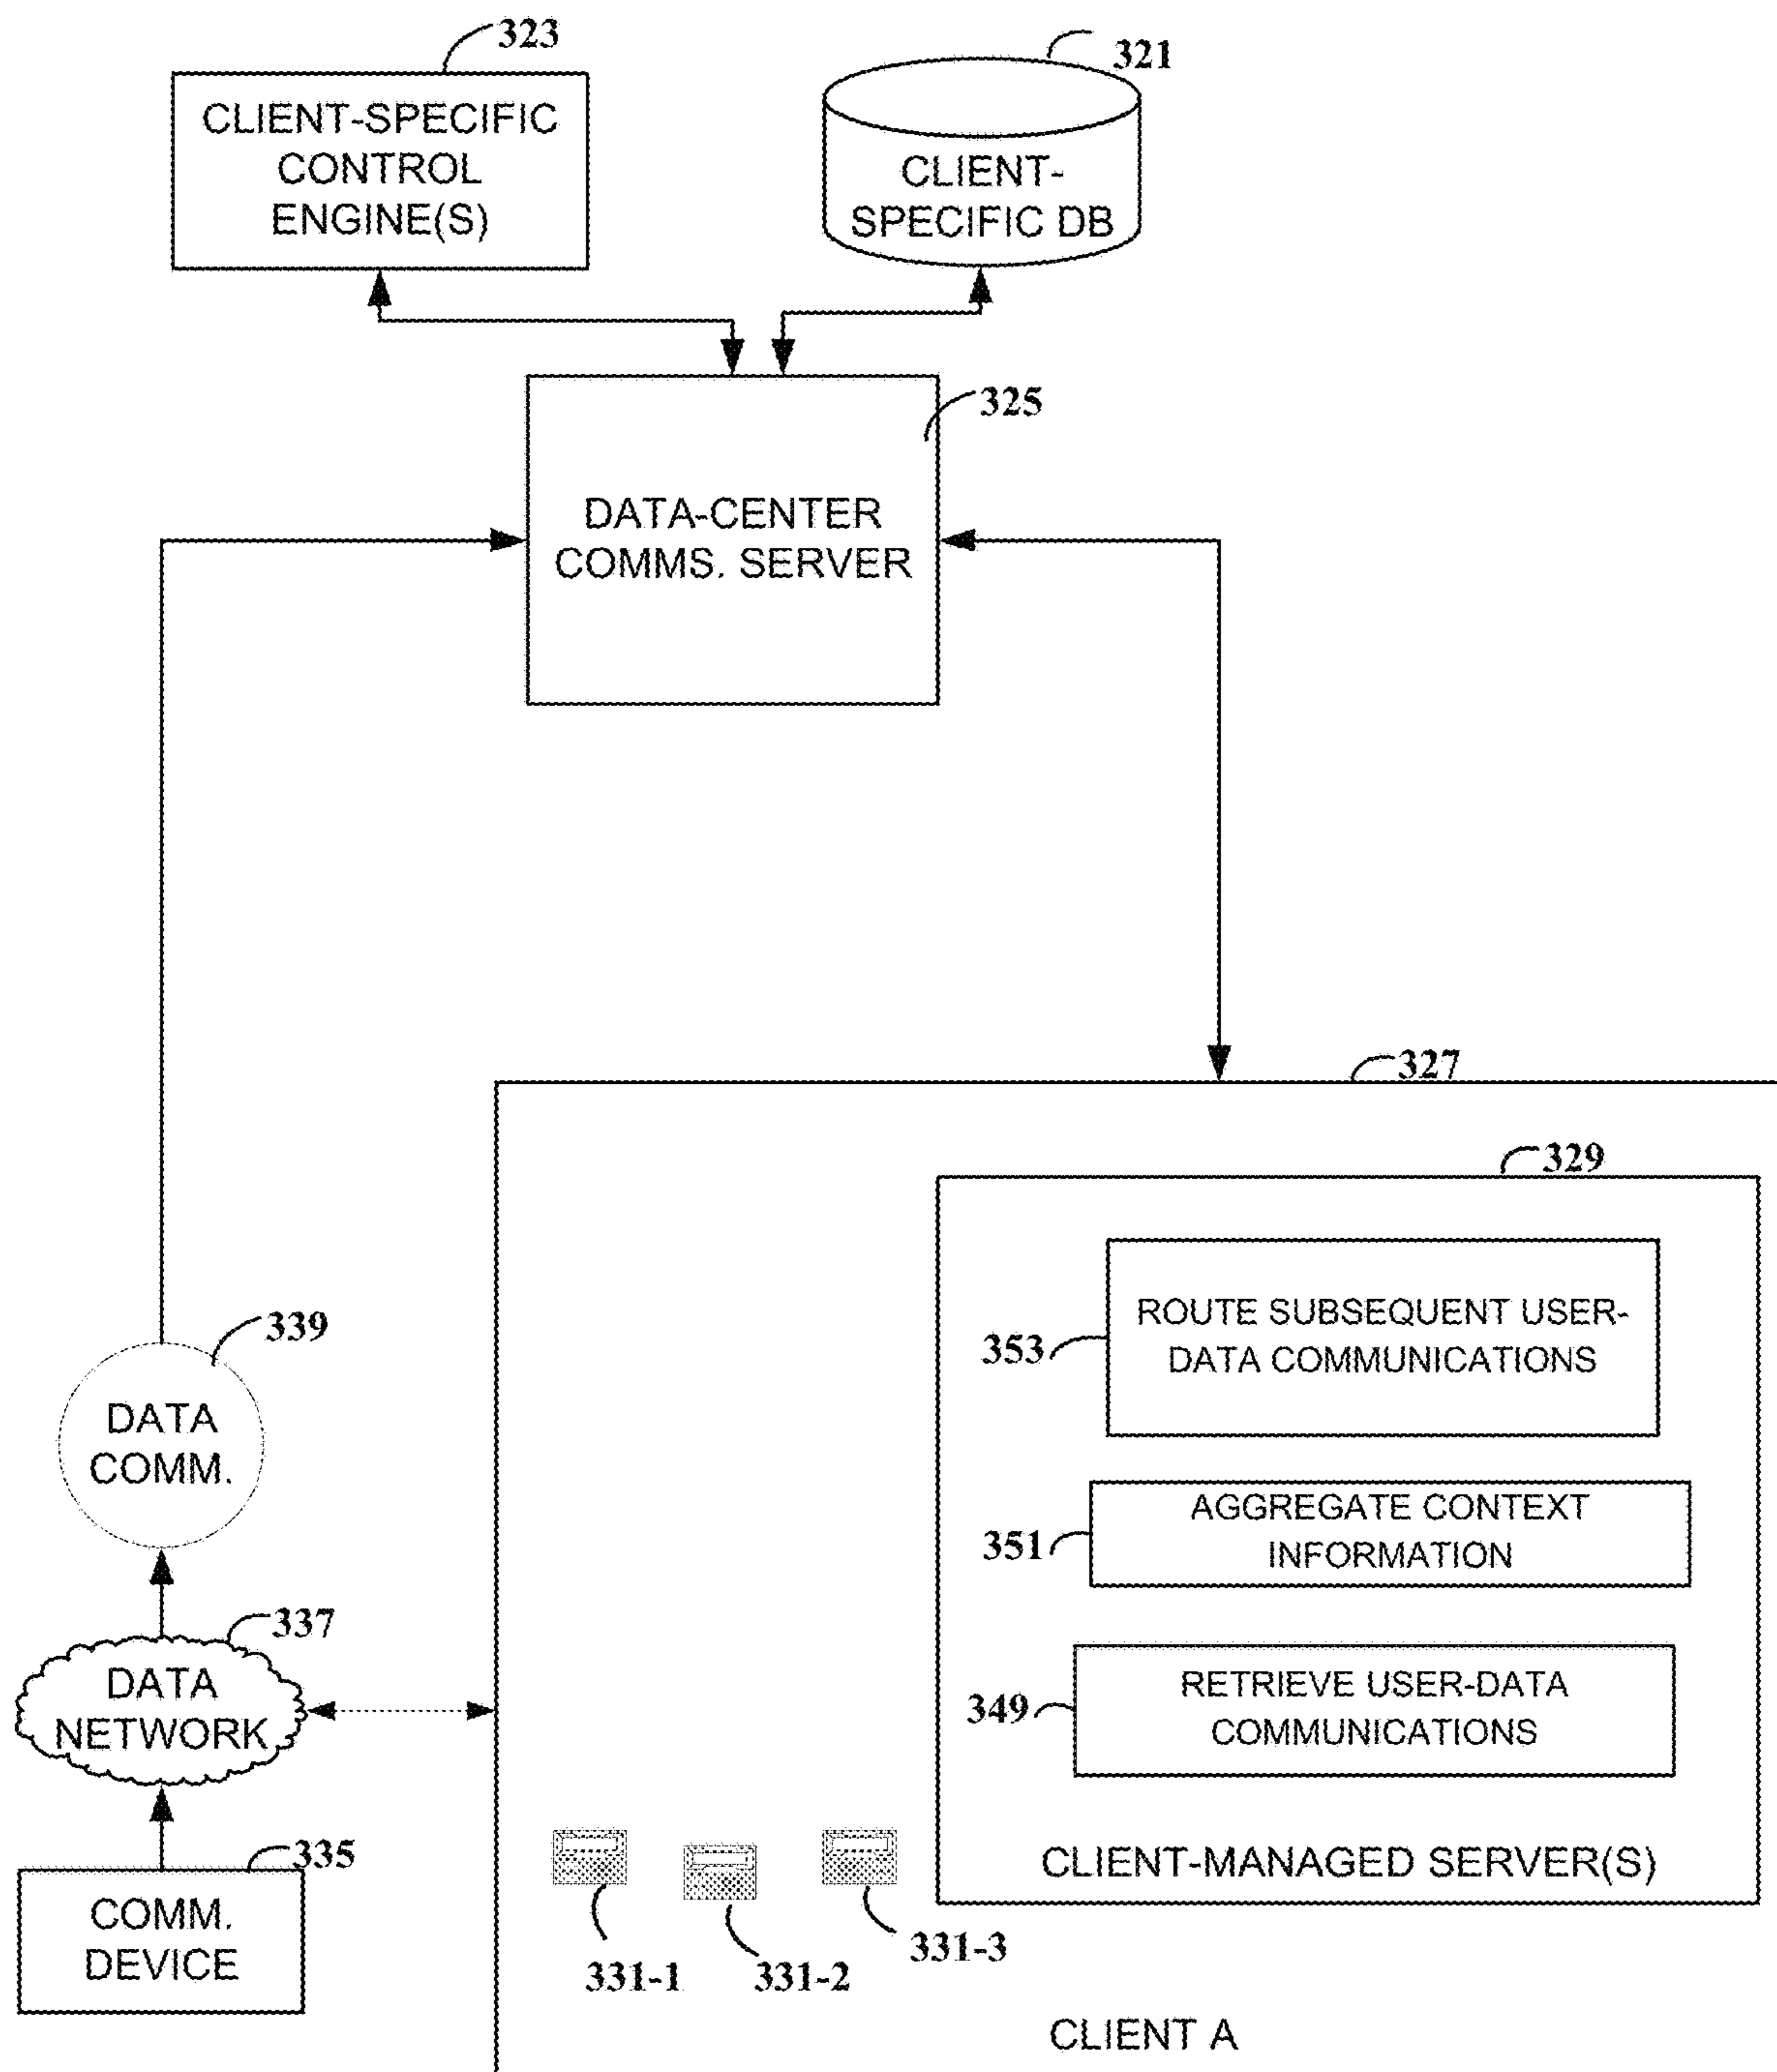 323
321
CLIENT-SPECIFIC
CONTROL
ENGINE(S)
CLIENT-
SPECIFIC DB
325
DATA-CENTER
COMMS. SERVER
327
329
ROUTE SUBSEQUENT USER-
DATA COMMUNICATIONS
353
339
DATA
COMM.
AGGREGATE CONTEXT
INFORMATION
351
337
DATA
NETWORK
RETRIEVE USER-DATA
COMMUNICATIONS
349
335
COMM.
DEVICE
CLIENT-MANAGED SERVER(S)
331-1
331-2
331-3
CLIENT A